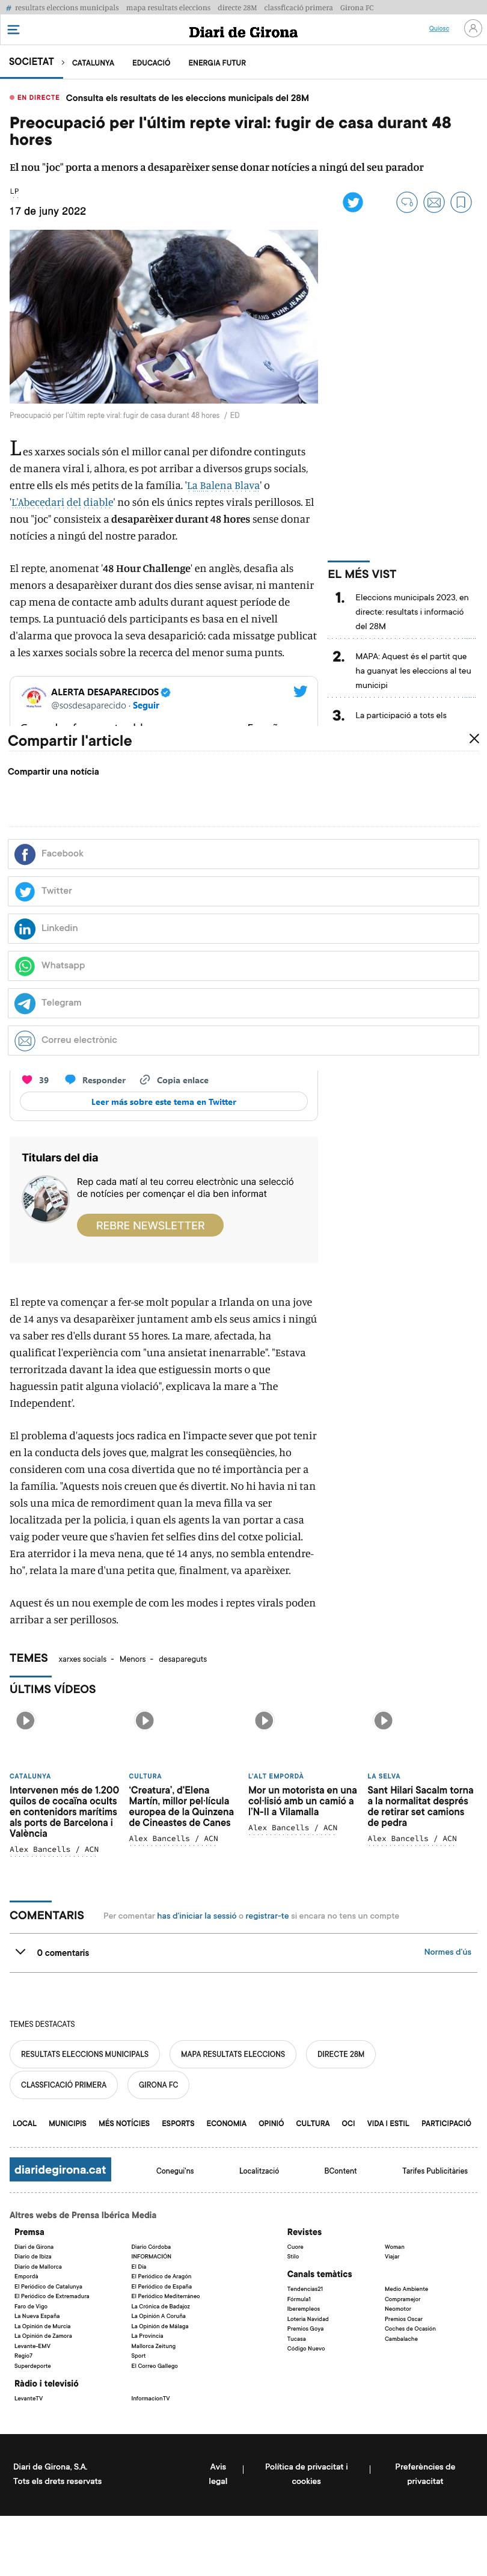 # resultats eleccions municipals mapa resultats eleccions directe 28M classficació primera Girona FC
Diari de Girona
Quiosc
SOCIETAT > CATALUNYA EDUCACIÓ ENERGIA FUTUR
EN DIRECTE Consulta els resultats de les eleccions municipals del 28M
Preocupació per l'últim repte viral: fugir de casa durant 48
hores
El nou "joc" porta a menors a desaparèixer sense donar notícies a ningú del seu parador
LP
17 de juny 2022
Preocupació per l'últim repte viral: fugir de casa durant 48 hores / ED
Les xarxes socials són el millor canal per difondre continguts
de manera viral i, alhora, es pot arribar a diversos grups socials,
entre ells els més petits de la família. 'La Balena Blava' o
'L'Abecedari del diable' no són els únics reptes virals perillosos. El
nou "joc" consisteix a desaparèixer durant 48 hores sense donar
notícies a ningú del nostre parador.
El repte, anomenat '48 Hour Challenge' en anglès, desafia als
menors a desaparèixer durant dos dies sense avisar, ni mantenir
cap mena de contacte amb adults durant aquest període de
temps. La puntuació dels participants es basa en el nivell
d'alarma que provoca la seva desaparició: cada missatge publicat
a les xarxes socials sobre la recerca del menor suma punts.
EL MÉS VIST
1. Eleccions municipals 2023, en
directe: resultats i informació
del 28M
2. MAPA: Aquest és el partit que
ha guanyat les eleccions al teu
municipi
3. La participació a tots els
ALERTA DESAPARECIDOS
@sosdesaparecido · Seguir
Compartir l'article
Compartir una notícia
Facebook
Twitter
Linkedin
Whatsapp
Telegram
Correu electrònic
39 Responder Copia enlace
Leer más sobre este tema en Twitter
Titulars del dia
Rep cada matí al teu correu electrònic una selecció
de notícies per començar el dia ben informat
REBRE NEWSLETTER
El repte va començar a fer-se molt popular a Irlanda on una jove
de 14 anys va desaparèixer juntament amb els seus amics i ningú
va saber res d'ells durant 55 hores. La mare, afectada, ha
qualificat l'experiència com "una ansietat inenarrable". "Estava
terroritzada davant la idea que estiguessin morts o que
haguessin patit alguna violació", explicava la mare a 'The
Independent'.
El problema d'aquests jocs radica en l'impacte sever que pot tenir
en la conducta dels joves que, malgrat les conseqüències, ho
consideren com una cosa divertida que no té importància per a
la família. "Aquests nois creuen que és divertit. No hi havia ni tan
sols una mica de remordiment quan la meva filla va ser
localitzada per la policia, i quan els agents la van portar a casa
vaig poder veure que s'havien fet selfies dins del cotxe policial.
Era aterridor i la meva nena, que té 14 anys, no sembla entendre-
ho", relata la mare d'una petita que, finalment, va aparèixer.
Aquest és un nou exemple de com les modes i reptes virals poden
arribar a ser perillosos.
TEMES xarxes socials - Menors - desapareguts
ÚLTIMS VÍDEOS
CATALUNYA
Intervenen més de 1.200
quilos de cocaïna ocults
en contenidors marítims
als ports de Barcelona i
València
Alex Bancells / ACN
CULTURA
‘Creatura’, d’Elena
Martín, millor pel·lícula
europea de la Quinzena
de Cineastes de Canes
Alex Bancells / ACN
L'ALT EMPORDÀ
Mor un motorista en una
col·lisió amb un camió a
l’N-II a Vilamalla
Alex Bancells / ACN
LA SELVA
Sant Hilari Sacalm torna
a la normalitat després
de retirar set camions
de pedra
Alex Bancells / ACN
COMENTARIS Per comentar has d'iniciar la sessió o registrar-te si encara no tens un compte
0 comentaris Normes d'ús
TEMES DESTACATS
RESULTATS ELECCIONS MUNICIPALS MAPA RESULTATS ELECCIONS DIRECTE 28M
CLASSFICACIÓ PRIMERA GIRONA FC
LOCAL MUNICIPIS MÉS NOTÍCIES ESPORTS ECONOMIA OPINIÓ CULTURA OCI VIDA I ESTIL PARTICIPACIÓ
diaridegirona.cat Conegui'ns Localització BContent Tarifes Publicitàries
Altres webs de Prensa Ibérica Media
Premsa
Diari de Girona
Diario de Ibiza
Diario de Mallorca
Empordà
El Periódico de Catalunya
El Periódico de Extremadura
Faro de Vigo
La Nueva España
La Opinión de Murcia
La Opinión de Zamora
Levante-EMV
Regio7
Superdeporte
Diario Córdoba
INFORMACIÓN
El Día
El Periódico de Aragón
El Periódico de España
El Periódico Mediterráneo
La Crónica de Badajoz
La Opinión A Coruña
La Opinión de Málaga
La Provincia
Mallorca Zeitung
Sport
El Correo Gallego
Ràdio i televisió
LevanteTV InformacionTV
Revistes
Cuore Woman
Stilo Viajar
Canals temàtics
Tendencias21
Fórmula1
Iberempleos
Loteria Navidad
Premios Goya
Tucasa
Código Nuevo
Medio Ambiente
Compramejor
Neomotor
Premios Oscar
Coches de Ocasión
Cambalache
Diari de Girona, S.A.
Tots els drets reservats
Avis
legal
Política de privacitat i
cookies
Preferències de
privacitat